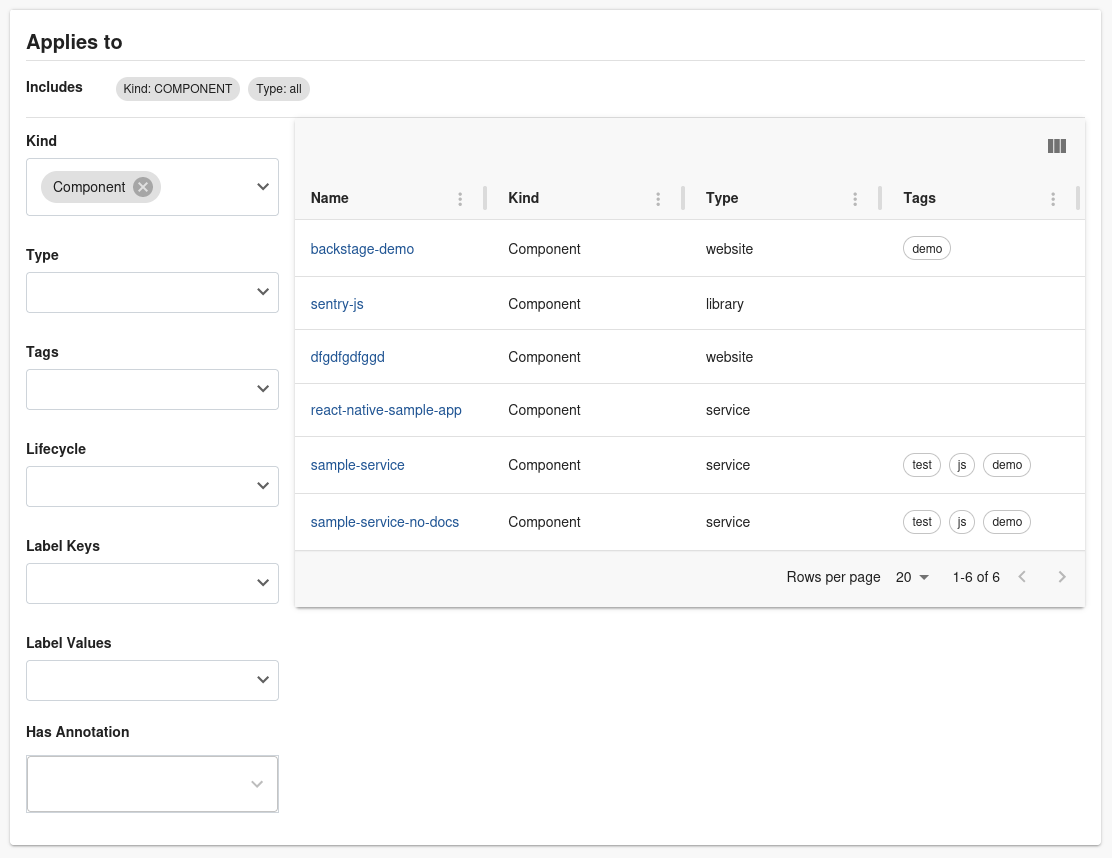 Applies to
Includes Kind: COMPONENT Type: all
Kind
Component
Type
Tags
Lifecycle
Label Keys
Label Values
Has Annotation
Name Kind Type Tags
backstage-demo Component website demo
sentry-js Component library
dfgdfgdfggd Component website
react-native-sample-app Component service
sample-service Component service test js demo
sample-service-no-docs Component service test js demo
Rows per page 20 1-6 of 6